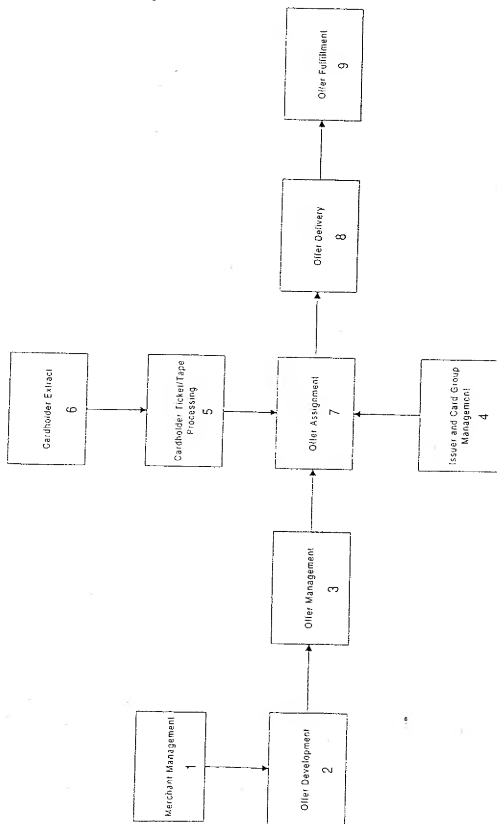 Merchant Management
1
Offer Development
2
Offer Management
3
Issuer and Card Group
Management
4
Cardholder Ticket/Tape
Processing
5
Cardholder Extract
6
Offer Assignment
7
Offer Delivery
8
Offer Fulfillment
9